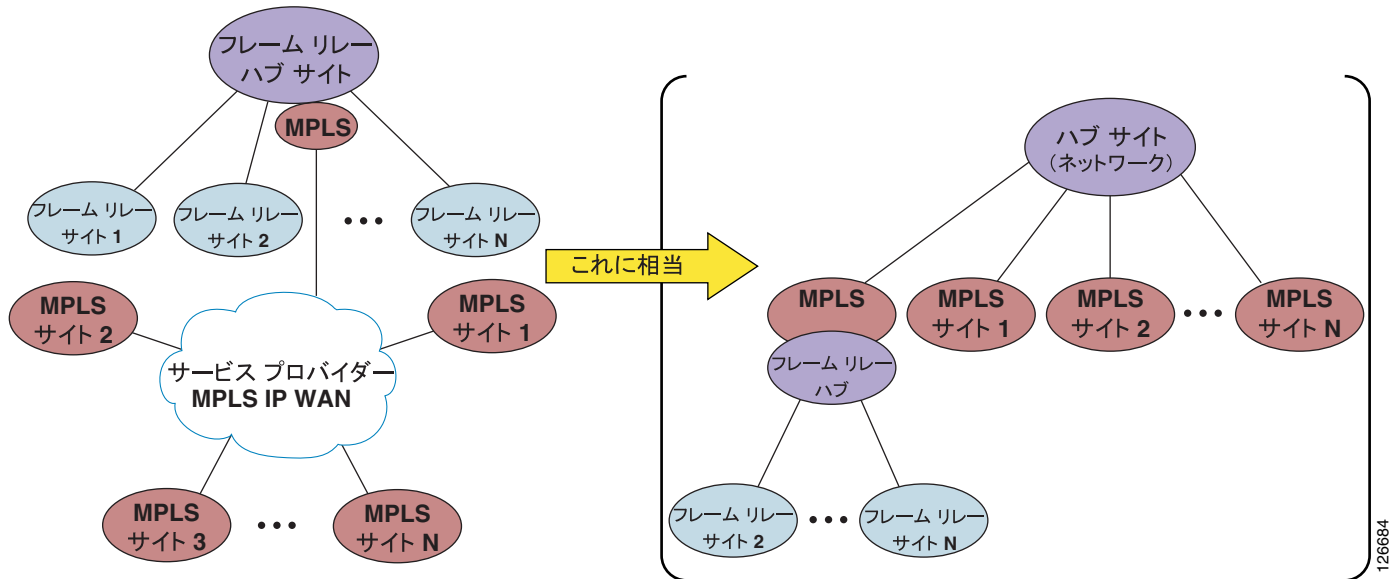 フレーム リレー
ハブ サイト
MPLS
フレーム リレー
サイト 1
フレーム リレー
サイト 2
•••
フレーム リレー
サイト N
MPLS
サイト 2
MPLS
サイト 1
サービス プロバイダー
MPLS IP WAN
MPLS
サイト 3
•••
MPLS
サイト N
これに相当
ハブ サイト
(ネットワーク)
MPLS
MPLS
サイト 1
MPLS
サイト 2
•••
MPLS
サイト N
フレーム リレー
ハブ
フレーム リレー
サイト 2
•••
フレーム リレー
サイト N
126684